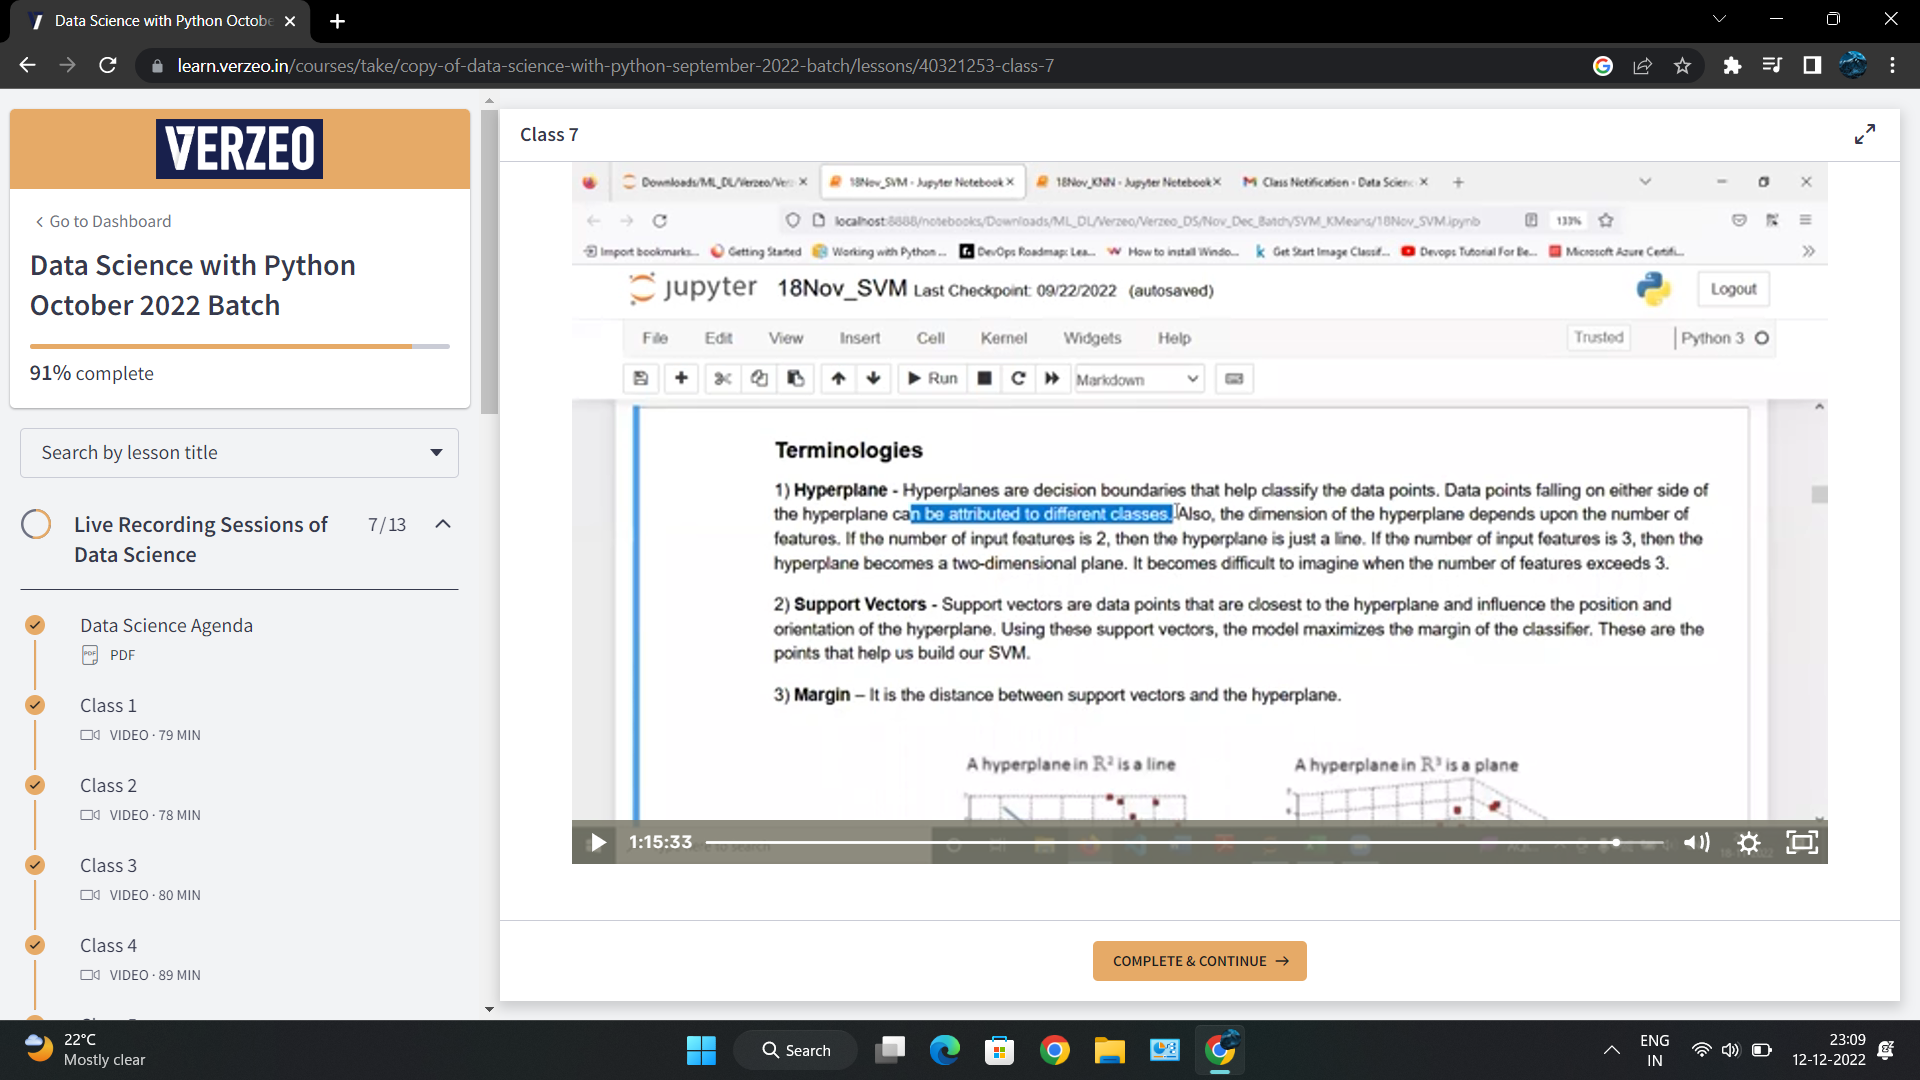 Data Science with Python Octobe
learn.verzeo.in/courses/take/copy-of-data-science-with-python-september-2022-batch/lessons/40321253-class-7
VERZEO
Go to Dashboard
Data Science with Python
October 2022 Batch
91% complete
Search by lesson title
Live Recording Sessions of
Data Science
7/13
Data Science Agenda
PDF
Class 1
VIDEO · 79 MIN
Class 2
VIDEO · 78 MIN
Class 3
VIDEO · 80 MIN
Class 4
VIDEO · 89 MIN
Class 7
Downloads/ML_DL/Verzeo/Ver
18Nov_SVM - Jupyter Notebook
18Nov_KNN - Jupyter Notebook
Class Notification - Data Scien
localhost:8888/notebooks/Downloads/ML_DL/Verzeo/Verzeo_DS/Nov_Dec_Batch/SVM_KMeans/18Nov_SVM.ipynb
133%
Import bookmarks...
Getting Started
Working with Python ...
DevOps Roadmap: Lea...
How to install Windo...
Get Start Image Classif...
Devops Tutorial For Be...
Microsoft Azure Certifi...
jupyter 18Nov_SVM Last Checkpoint: 09/22/2022 (autosaved)
Logout
File Edit View Insert Cell Kernel Widgets Help
Trusted
Python 3
Run
Markdown
Terminologies
1) Hyperplane - Hyperplanes are decision boundaries that help classify the data points. Data points falling on either side of
the hyperplane can be attributed to different classes. Also, the dimension of the hyperplane depends upon the number of
features. If the number of input features is 2, then the hyperplane is just a line. If the number of input features is 3, then the
hyperplane becomes a two-dimensional plane. It becomes difficult to imagine when the number of features exceeds 3.
2) Support Vectors - Support vectors are data points that are closest to the hyperplane and influence the position and
orientation of the hyperplane. Using these support vectors, the model maximizes the margin of the classifier. These are the
points that help us build our SVM.
3) Margin – It is the distance between support vectors and the hyperplane.
A hyperplane in R² is a line
A hyperplane in R³ is a plane
1:15:33
COMPLETE & CONTINUE →
22°C
Mostly clear
Search
ENG
IN
23:09
12-12-2022